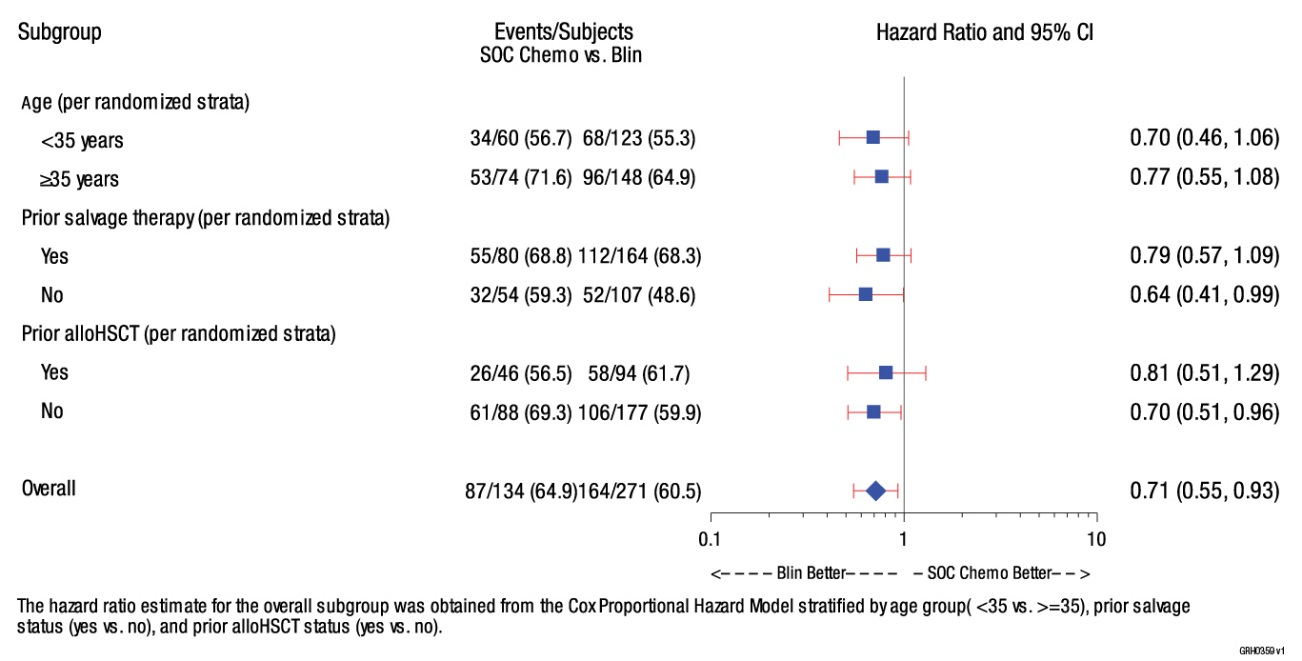 Subgroup Events/Subjects Hazard Ratio and 95% CI
SOC Chemo vs. Blin
Age (per randomized strata)
<35 years 34/60 (56.7) 68/123 (55.3) 0.70 (0.46, 1.06)
≥35 years 53/74 (71.6) 96/148 (64.9) 0.77 (0.55, 1.08)
Prior salvage therapy (per randomized strata)
Yes 55/80 (68.8) 112/164 (68.3) 0.79 (0.57, 1.09)
No 32/54 (59.3) 52/107 (48.6) 0.64 (0.41, 0.99)
Prior alloHSCT (per randomized strata)
Yes 26/46 (56.5) 58/94 (61.7) 0.81 (0.51, 1.29)
No 61/88 (69.3) 106/177 (59.9) 0.70 (0.51, 0.96)
Overall 87/134 (64.9)164/271 (60.5) 0.71 (0.55, 0.93)
0.1 1 10
<---- Blin Better---- - SOC Chemo Better-->
The hazard ratio estimate for the overall subgroup was obtained from the Cox Proportional Hazard Model stratified by age group( <35 vs. >=35), prior salvage
status (yes vs. no), and prior alloHSCT status (yes vs. no).
GRH0359 v1